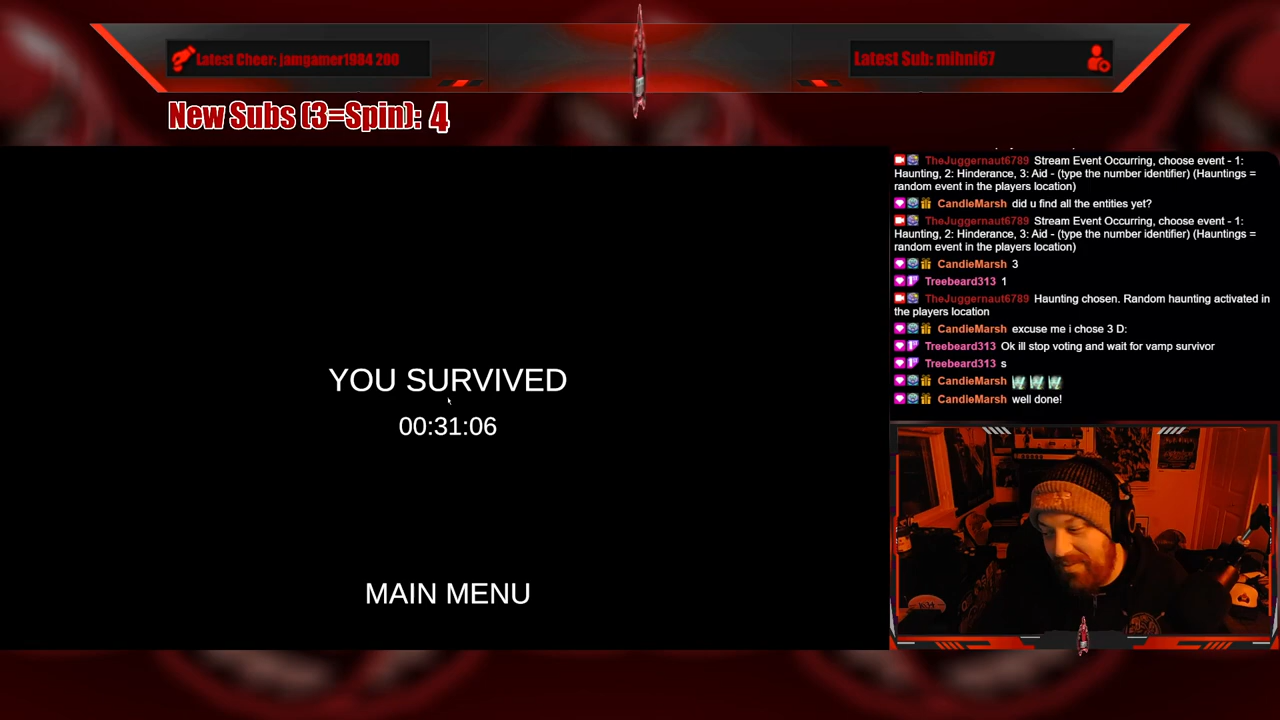 Latest Cheer: jamgamer1984 200
Latest Sub: mihni67
New Subs (3=Spin): 4
TheJuggernaut6789 Stream Event Occurring, choose event - 1:
Haunting, 2: Hinderance, 3: Aid - (type the number identifier) (Hauntings =
random event in the players location)
CandieMarsh did u find all the entities yet?
TheJuggernaut6789 Stream Event Occurring, choose event - 1:
Haunting, 2: Hinderance, 3: Aid - (type the number identifier) (Hauntings =
random event in the players location)
CandieMarsh 3
Treebeard313 1
TheJuggernaut6789 Haunting chosen. Random haunting activated in
the players location
CandieMarsh excuse me i chose 3 D:
Treebeard313 Ok ill stop voting and wait for vamp survivor
Treebeard313 s
CandieMarsh
CandieMarsh well done!
YOU SURVIVED
00:31:06
MAIN MENU